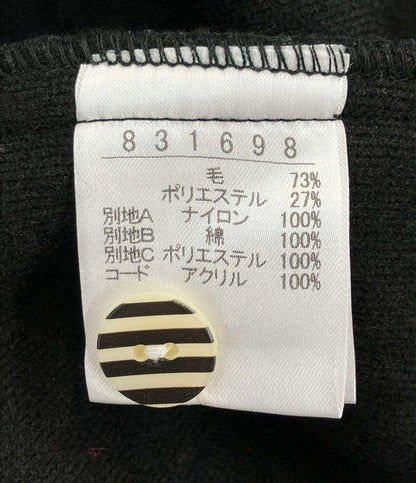 831698
毛 73%
ポリエステル 27%
別地A ナイロン 100%
別地B 綿 100%
別地C ポリエステル 100%
コード アクリル 100%